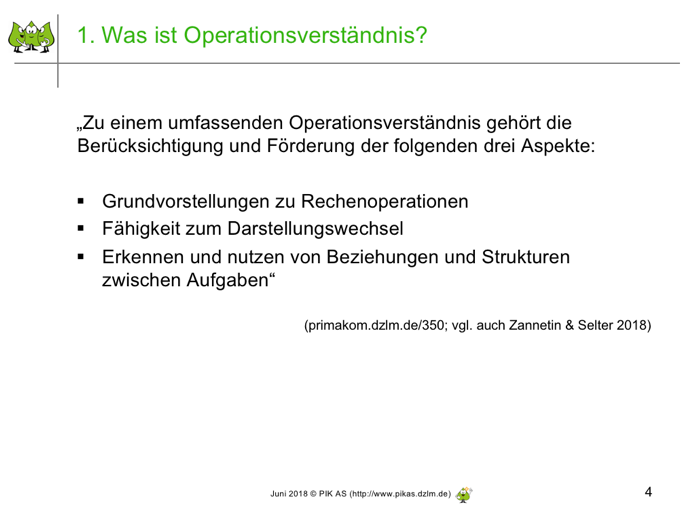 1. Was ist Operationsverständnis?
„Zu einem umfassenden Operationsverständnis gehört die
Berücksichtigung und Förderung der folgenden drei Aspekte:
▪ Grundvorstellungen zu Rechenoperationen
▪ Fähigkeit zum Darstellungswechsel
▪ Erkennen und nutzen von Beziehungen und Strukturen
zwischen Aufgaben“
(primakom.dzlm.de/350; vgl. auch Zannetin & Selter 2018)
Juni 2018 © PIK AS (http://www.pikas.dzlm.de)
4